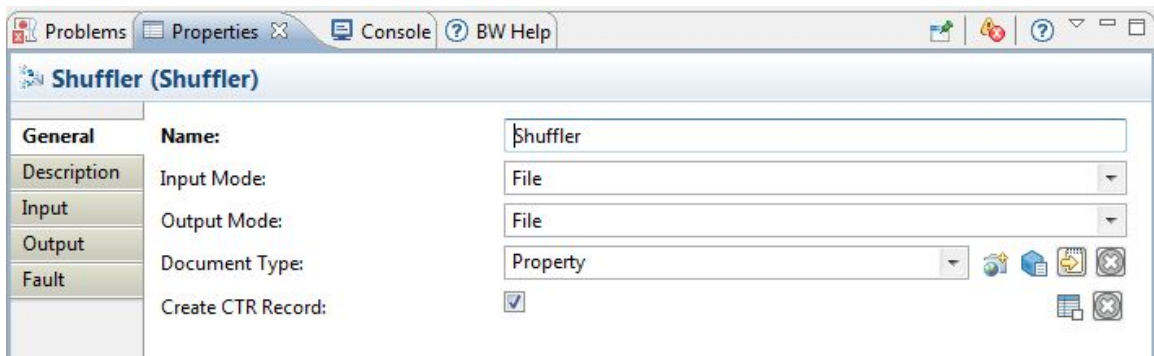 Problems Properties Console BW Help
Shuffler (Shuffler)
General Name: Shuffler
Description Input Mode: File
Input Output Mode: File
Output Document Type: Property
Fault Create CTR Record: